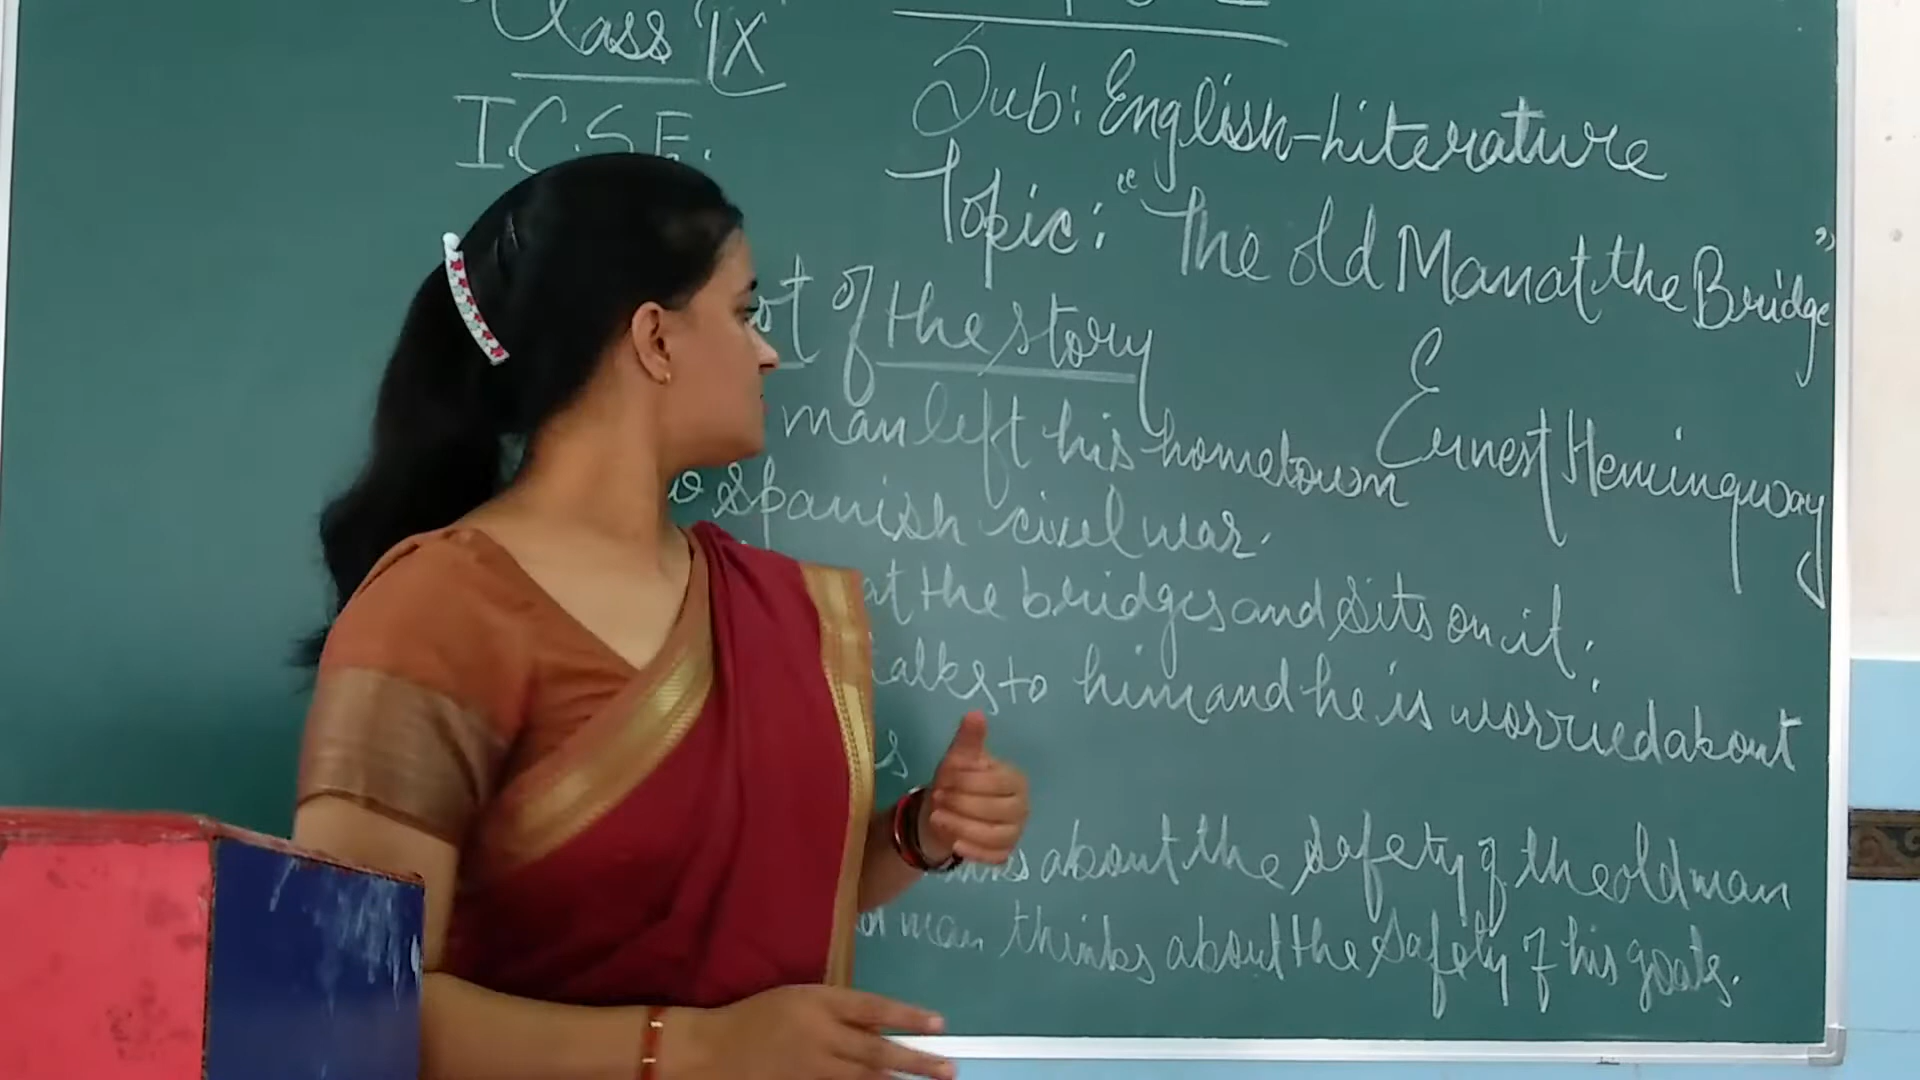 Class IX
I.C.S.E.
Sub: English-Literature
Topic: "The old Man at the Bridge"
Ernest Hemingway
of the story
man left his hometown
Spanish civil war.
at the bridges and sits on it.
to him and he is worried about
about the safety of the old man
man thinks about the safety of his goats.